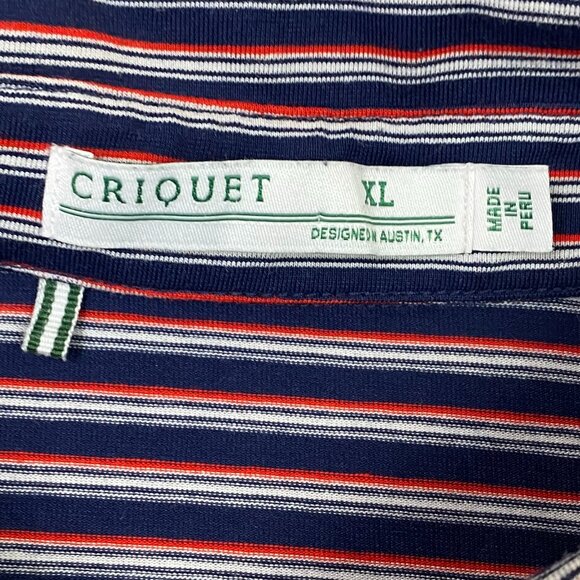 CRIQUET XL
DESIGNED IN AUSTIN, TX
MADE
IN
PERU